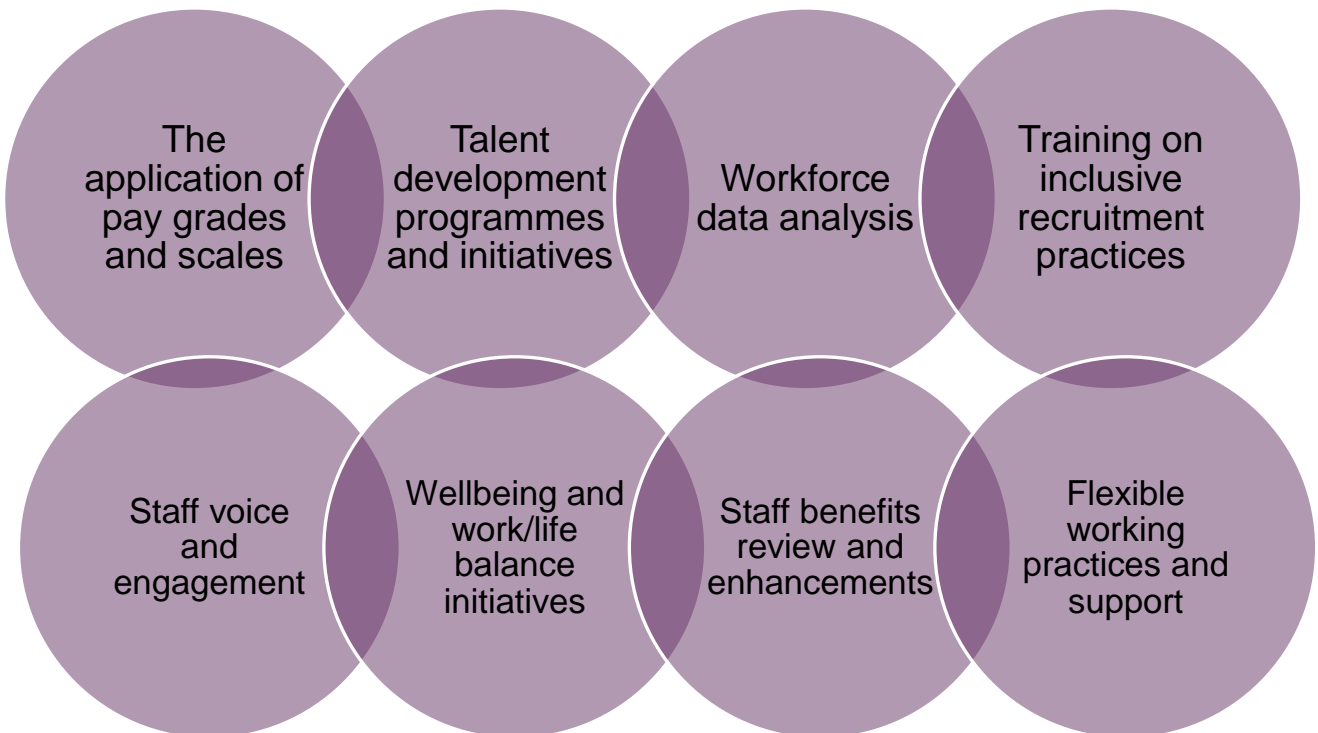 The
application of
pay grades
and scales
Talent
development
programmes
and initiatives
Workforce
data analysis
Training on
inclusive
recruitment
practices
Staff voice
and
engagement
Wellbeing and
work/life
balance
initiatives
Staff benefits
review and
enhancements
Flexible
working
practices and
support